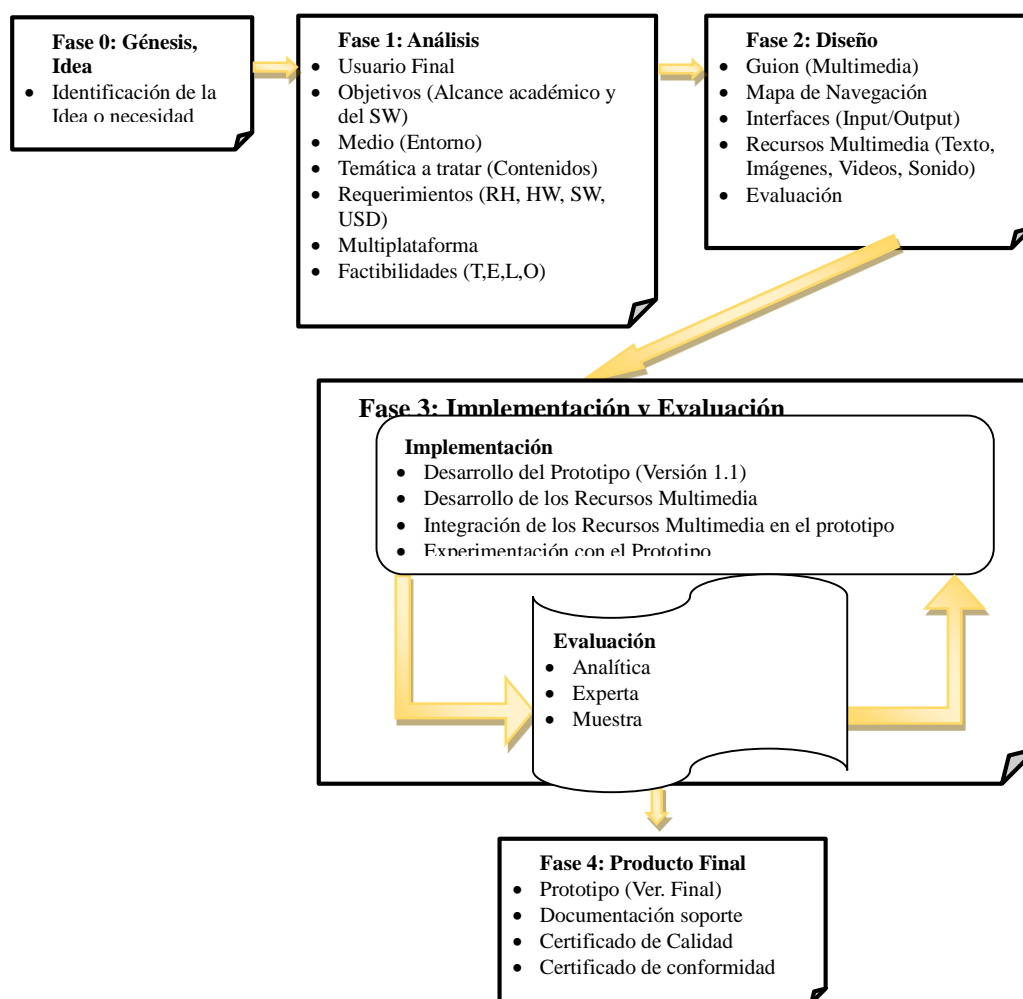 Fase 0: Génesis,
Idea
• Identificación de la
Idea o necesidad
Fase 1: Análisis
• Usuario Final
• Objetivos (Alcance académico y
del SW)
• Medio (Entorno)
• Temática a tratar (Contenidos)
• Requerimientos (RH, HW, SW,
USD)
• Multiplataforma
• Factibilidades (T,E,L,O)
Fase 2: Diseño
• Guion (Multimedia)
• Mapa de Navegación
• Interfaces (Input/Output)
• Recursos Multimedia (Texto,
Imágenes, Videos, Sonido)
• Evaluación
Fase 3: Implementación y Evaluación
Implementación
• Desarrollo del Prototipo (Versión 1.1)
• Desarrollo de los Recursos Multimedia
• Integración de los Recursos Multimedia en el prototipo
• Experimentación con el Prototipo
Evaluación
• Analítica
• Experta
• Muestra
Fase 4: Producto Final
• Prototipo (Ver. Final)
• Documentación soporte
• Certificado de Calidad
• Certificado de conformidad